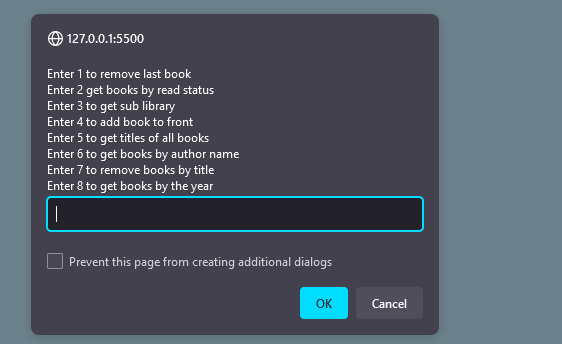 127.0.0.1:5500
Enter 1 to remove last book
Enter 2 get books by read status
Enter 3 to get sub library
Enter 4 to add book to front
Enter 5 to get titles of all books
Enter 6 to get books by author name
Enter 7 to remove books by title
Enter 8 to get books by the year
Prevent this page from creating additional dialogs
OK Cancel